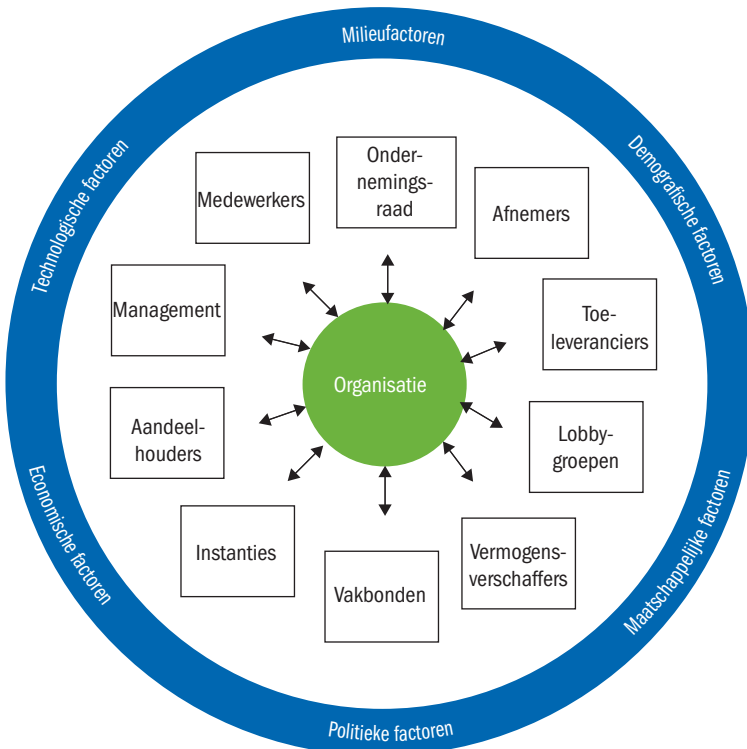 Milieufactoren
Demografische factoren
Maatschappelijke factoren
Politieke factoren
Economische factoren
Technologische factoren
Onder-
nemings-
raad
Afnemers
Toe-
leveranciers
Lobby-
groepen
Vermogens-
verschaffers
Vakbonden
Instanties
Aandeel-
houders
Management
Medewerkers
Organisatie